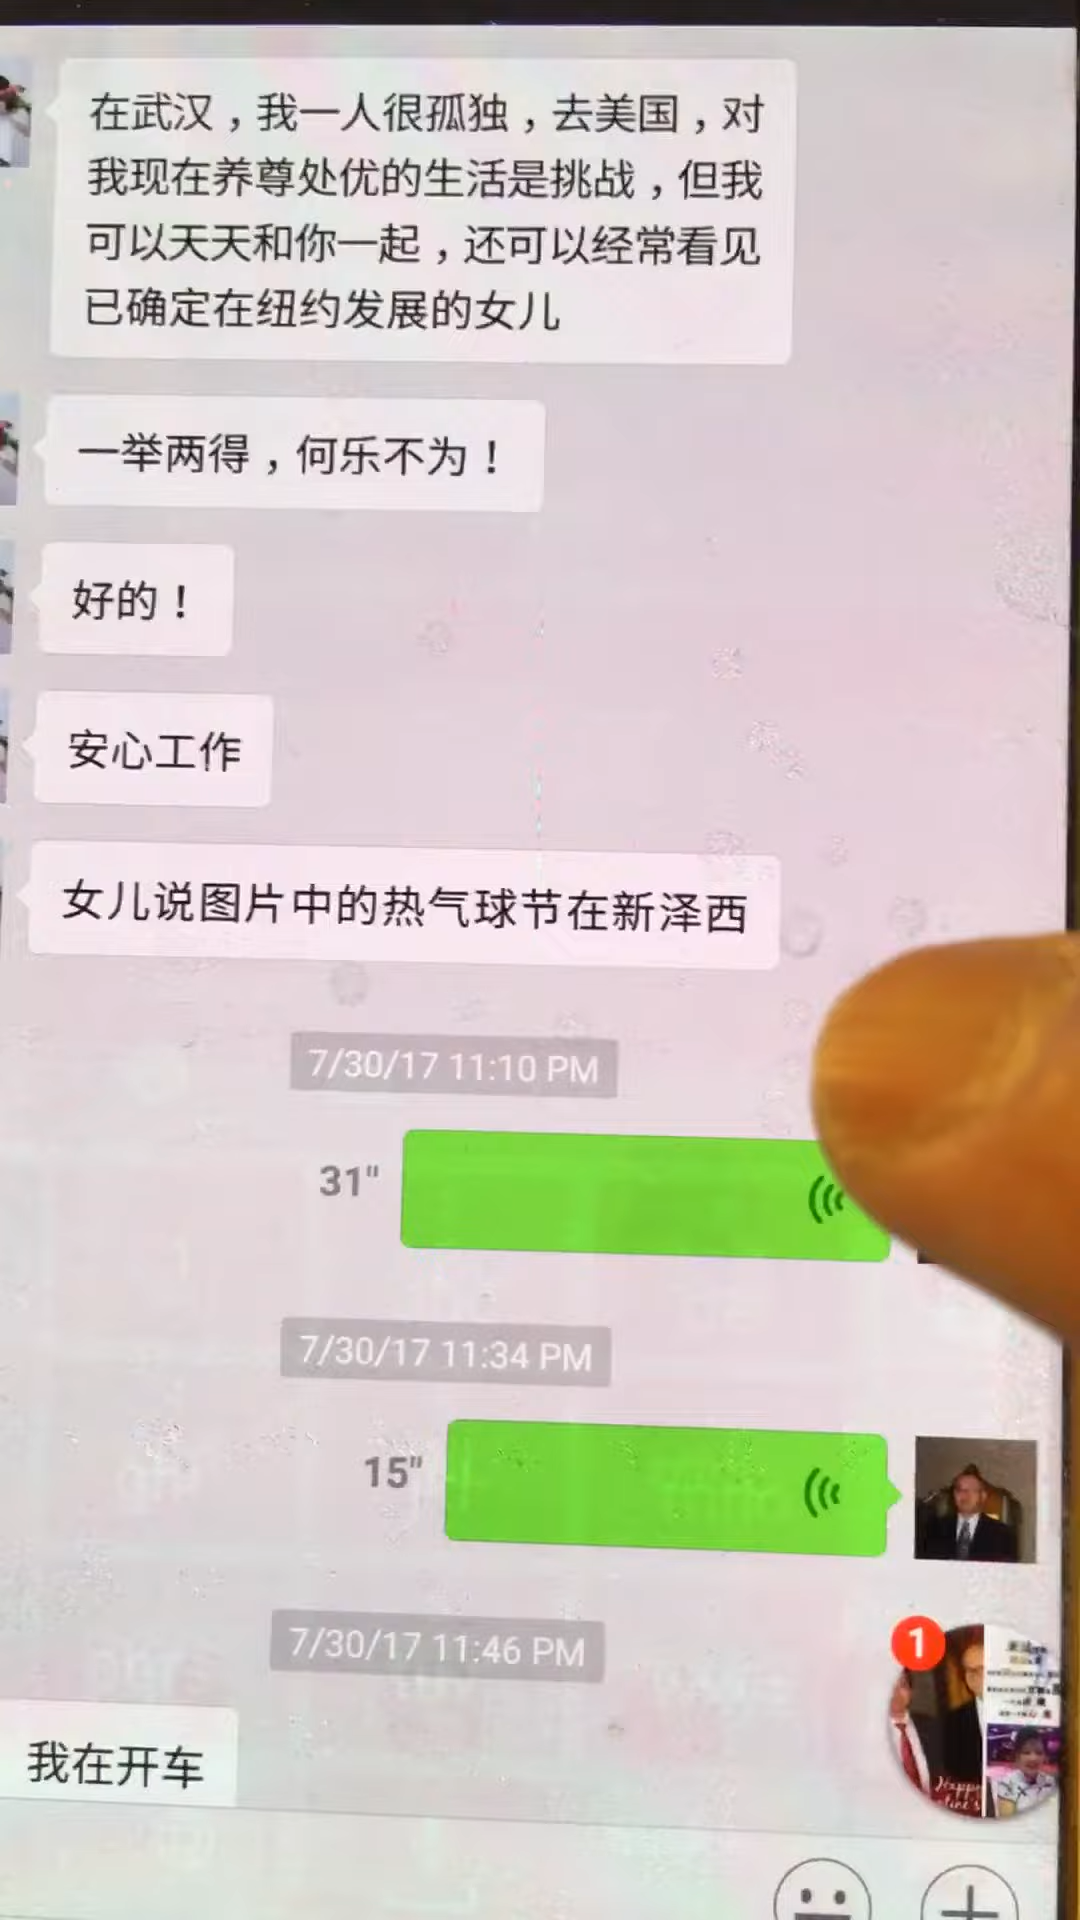 在武汉，我一人很孤独，去美国，对
我现在养尊处优的生活是挑战，但我
可以天天和你一起，还可以经常看见
已确定在纽约发展的女儿
一举两得，何乐不为！
好的！
安心工作
女儿说图片中的热气球节在新泽西
7/30/17 11:10 PM
31"
7/30/17 11:34 PM
15"
7/30/17 11:46 PM
1
我在开车